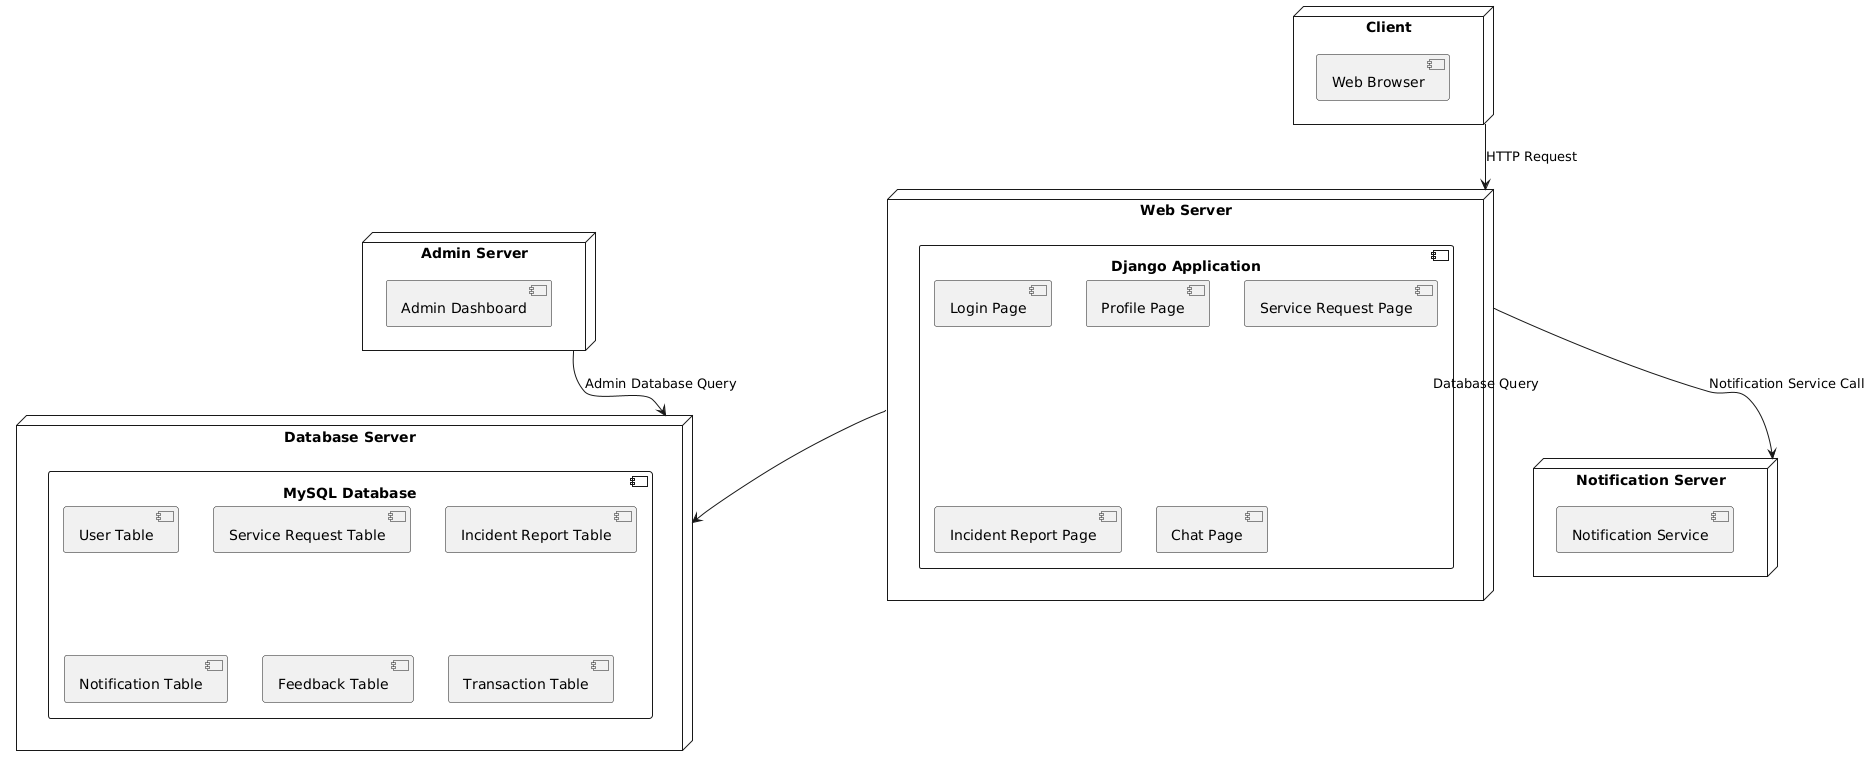 Client
Web Browser
HTTP Request
Web Server
Django Application
Login Page
Profile Page
Service Request Page
Incident Report Page
Chat Page
Admin Server
Admin Dashboard
Admin Database Query
Database Query
Notification Service Call
Database Server
MySQL Database
User Table
Service Request Table
Incident Report Table
Notification Table
Feedback Table
Transaction Table
Notification Server
Notification Service